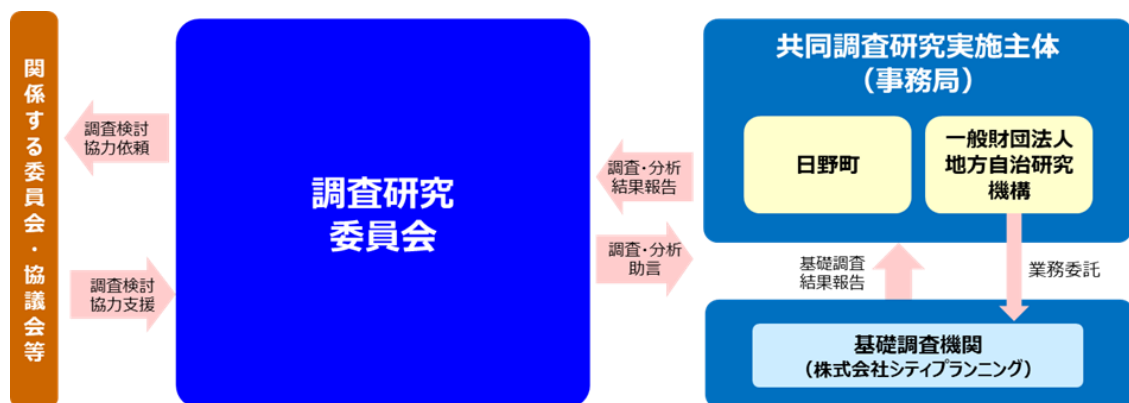 関係する委員会・協議会等
調査検討
協力依頼
調査検討
協力支援
調査研究
委員会
調査・分析
結果報告
調査・分析
助言
共同調査研究実施主体
（事務局）
日野町
一般財団法人
地方自治研究
機構
基礎調査
結果報告
業務委託
基礎調査機関
（株式会社シティプランニング）